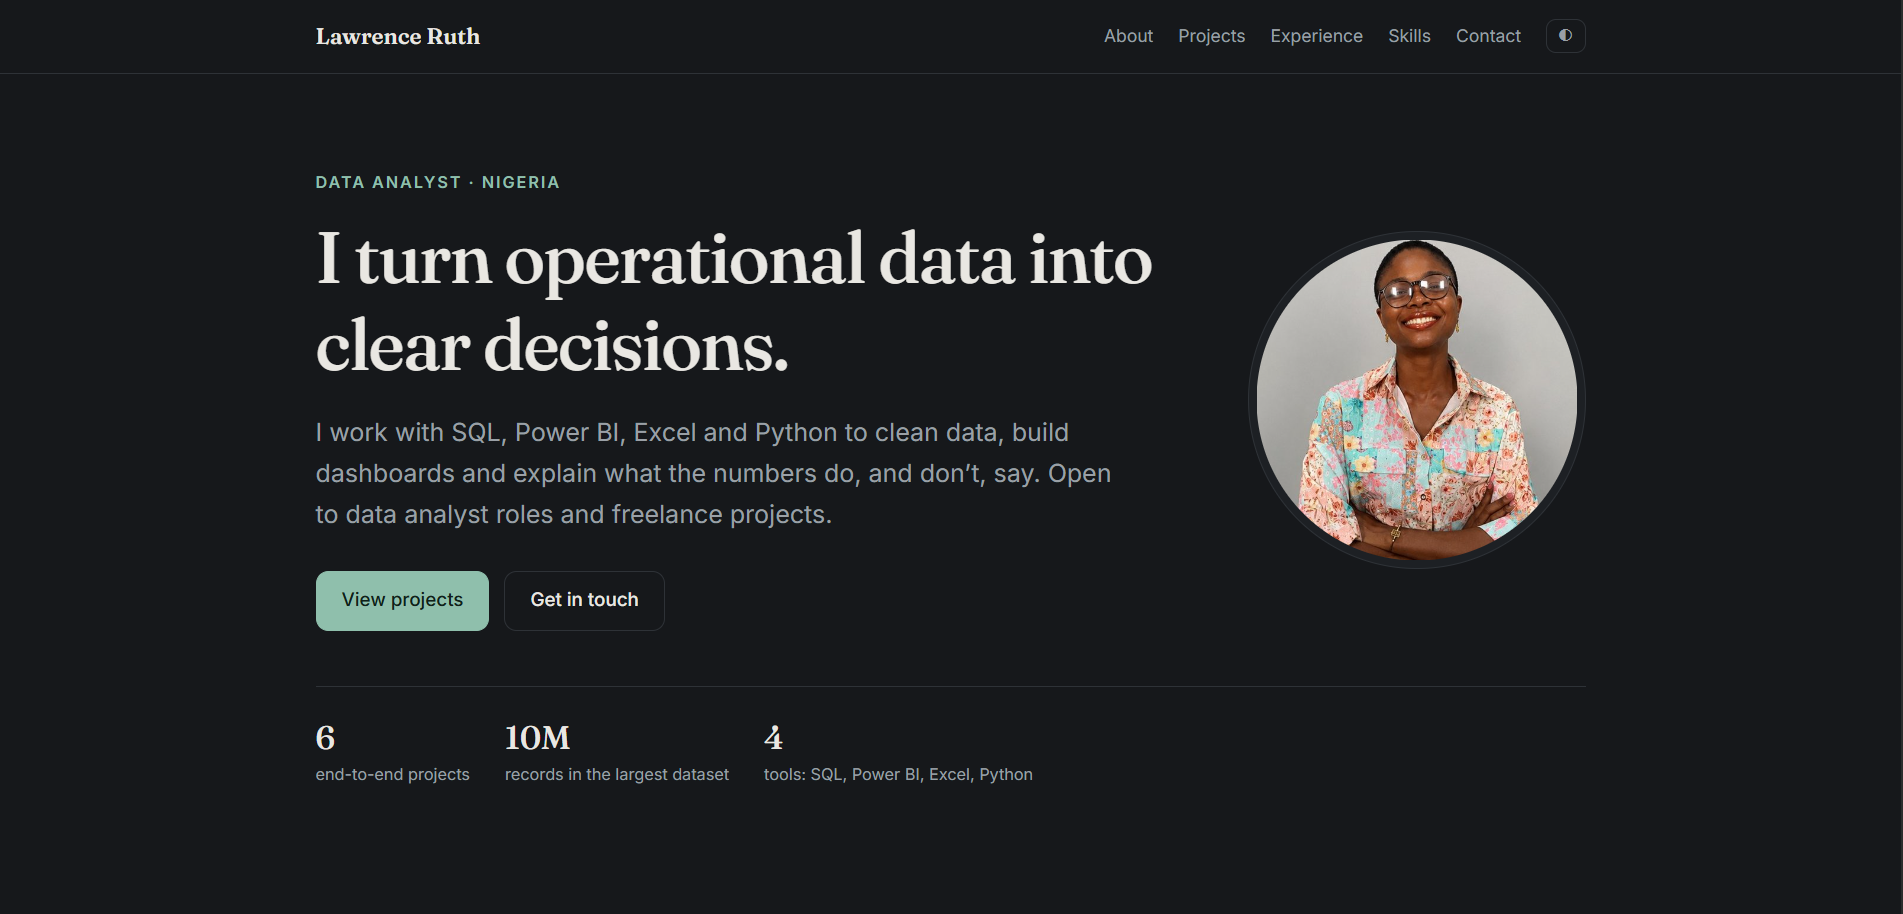 Lawrence Ruth
About Projects Experience Skills Contact
DATA ANALYST · NIGERIA
I turn operational data into
clear decisions.
I work with SQL, Power BI, Excel and Python to clean data, build
dashboards and explain what the numbers do, and don’t, say. Open
to data analyst roles and freelance projects.
View projects Get in touch
6 10M 4
end-to-end projects records in the largest dataset tools: SQL, Power BI, Excel, Python